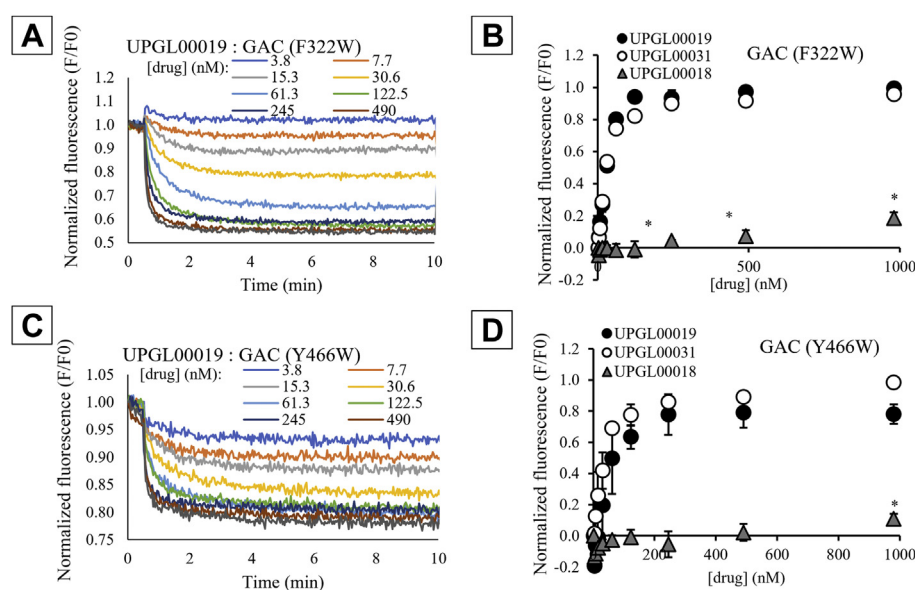 A
UPGL00019 : GAC (F322W)
[drug] (nM):
3.8
7.7
15.3
30.6
61.3
122.5
245
490
Normalized fluorescence (F/F0)
1.2
1.1
1.0
0.9
0.8
0.7
0.6
0.5
0
2
4
6
8
10
Time (min)
B
UPGL00019
UPGL00031
UPGL00018
GAC (F322W)
Normalized fluorescence (F/F0)
1.2
1.0
0.8
0.6
0.4
0.2
0.0
-0.2
*
*
*
0
500
1000
[drug] (nM)
C
UPGL00019 : GAC (Y466W)
[drug] (nM):
3.8
7.7
15.3
30.6
61.3
122.5
245
490
Normalized fluorescence (F/F0)
1.05
1.00
0.95
0.90
0.85
0.80
0.75
0
2
4
6
8
10
Time (min)
D
UPGL00019
UPGL00031
UPGL00018
GAC (Y466W)
Normalized fluorescence (F/F0)
1.2
1.0
0.8
0.6
0.4
0.2
0.0
-0.2
*
200
400
600
800
1000
[drug] (nM)